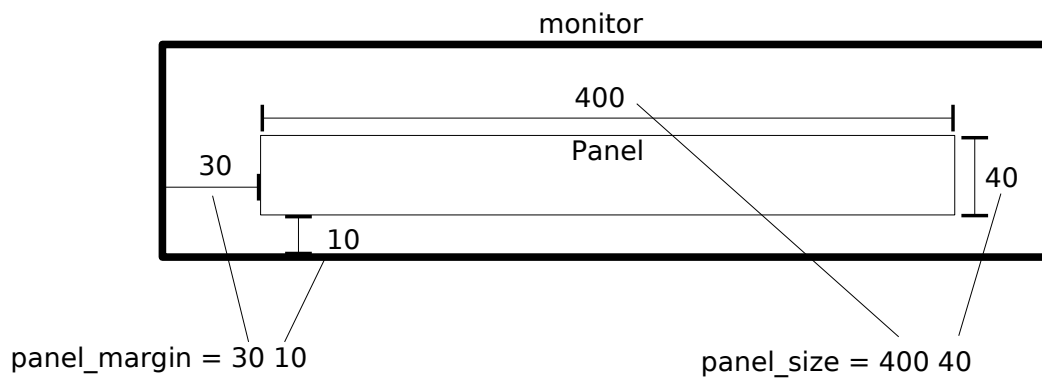 monitor
400
Panel
30
40
10
panel_margin = 30 10
panel_size = 400 40